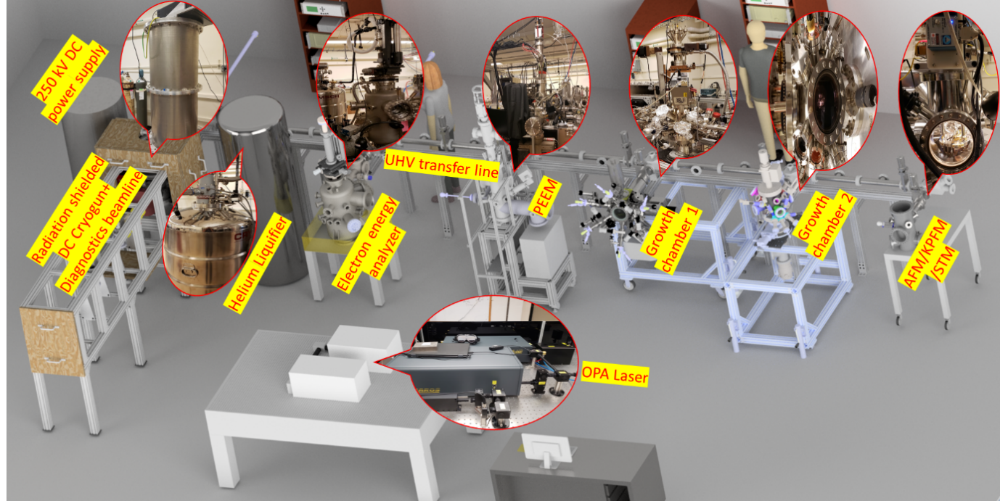 250 kV DC
power supply
Radiation shielded
DC Cryogun+
Diagnostics beamline
Helium Liquifier
Electron energy
analyzer
UHV transfer line
PEEM
Growth
chamber 1
Growth
chamber 2
AFM/KPFM
/STM
OPA Laser